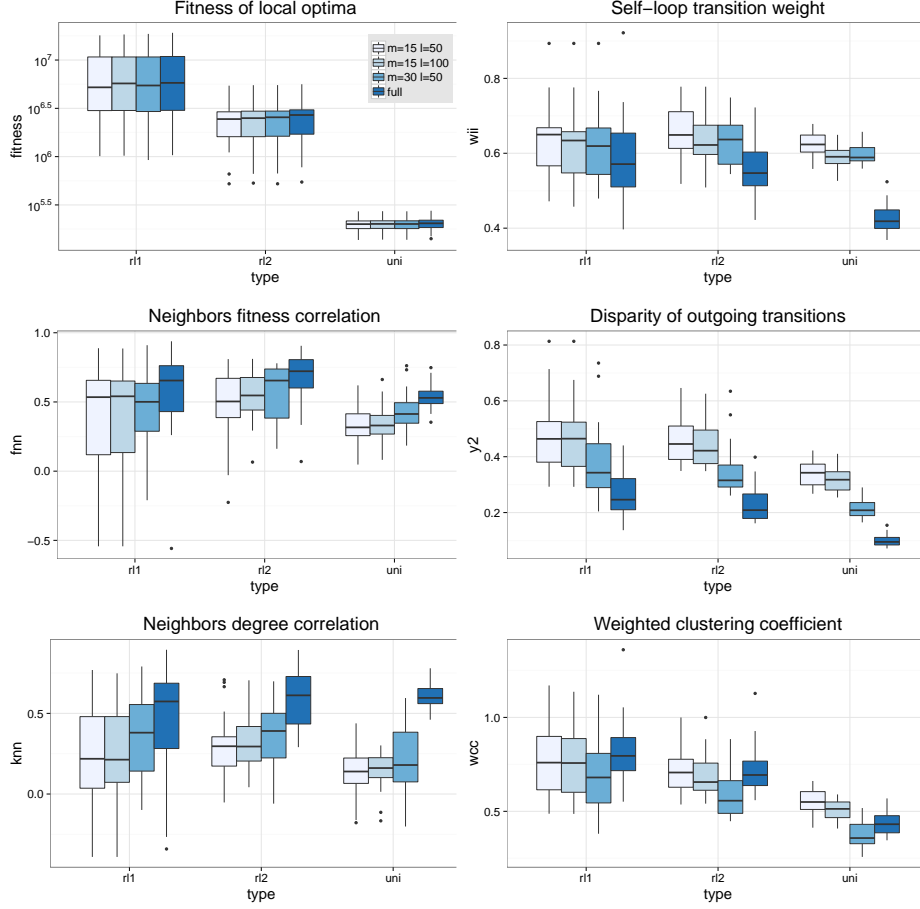 Fitness of local optima
10^7
10^6.5
10^6
10^5.5
fitness
m=15 l=50
m=15 l=100
m=30 l=50
full
rl1 rl2 uni
type
Self−loop transition weight
0.8
0.6
0.4
wii
rl1 rl2 uni
type
Neighbors fitness correlation
1.0
0.5
0.0
−0.5
fnn
rl1 rl2 uni
type
Disparity of outgoing transitions
0.8
0.6
0.4
0.2
y2
rl1 rl2 uni
type
Neighbors degree correlation
0.5
0.0
knn
rl1 rl2 uni
type
Weighted clustering coefficient
1.0
0.5
wcc
rl1 rl2 uni
type